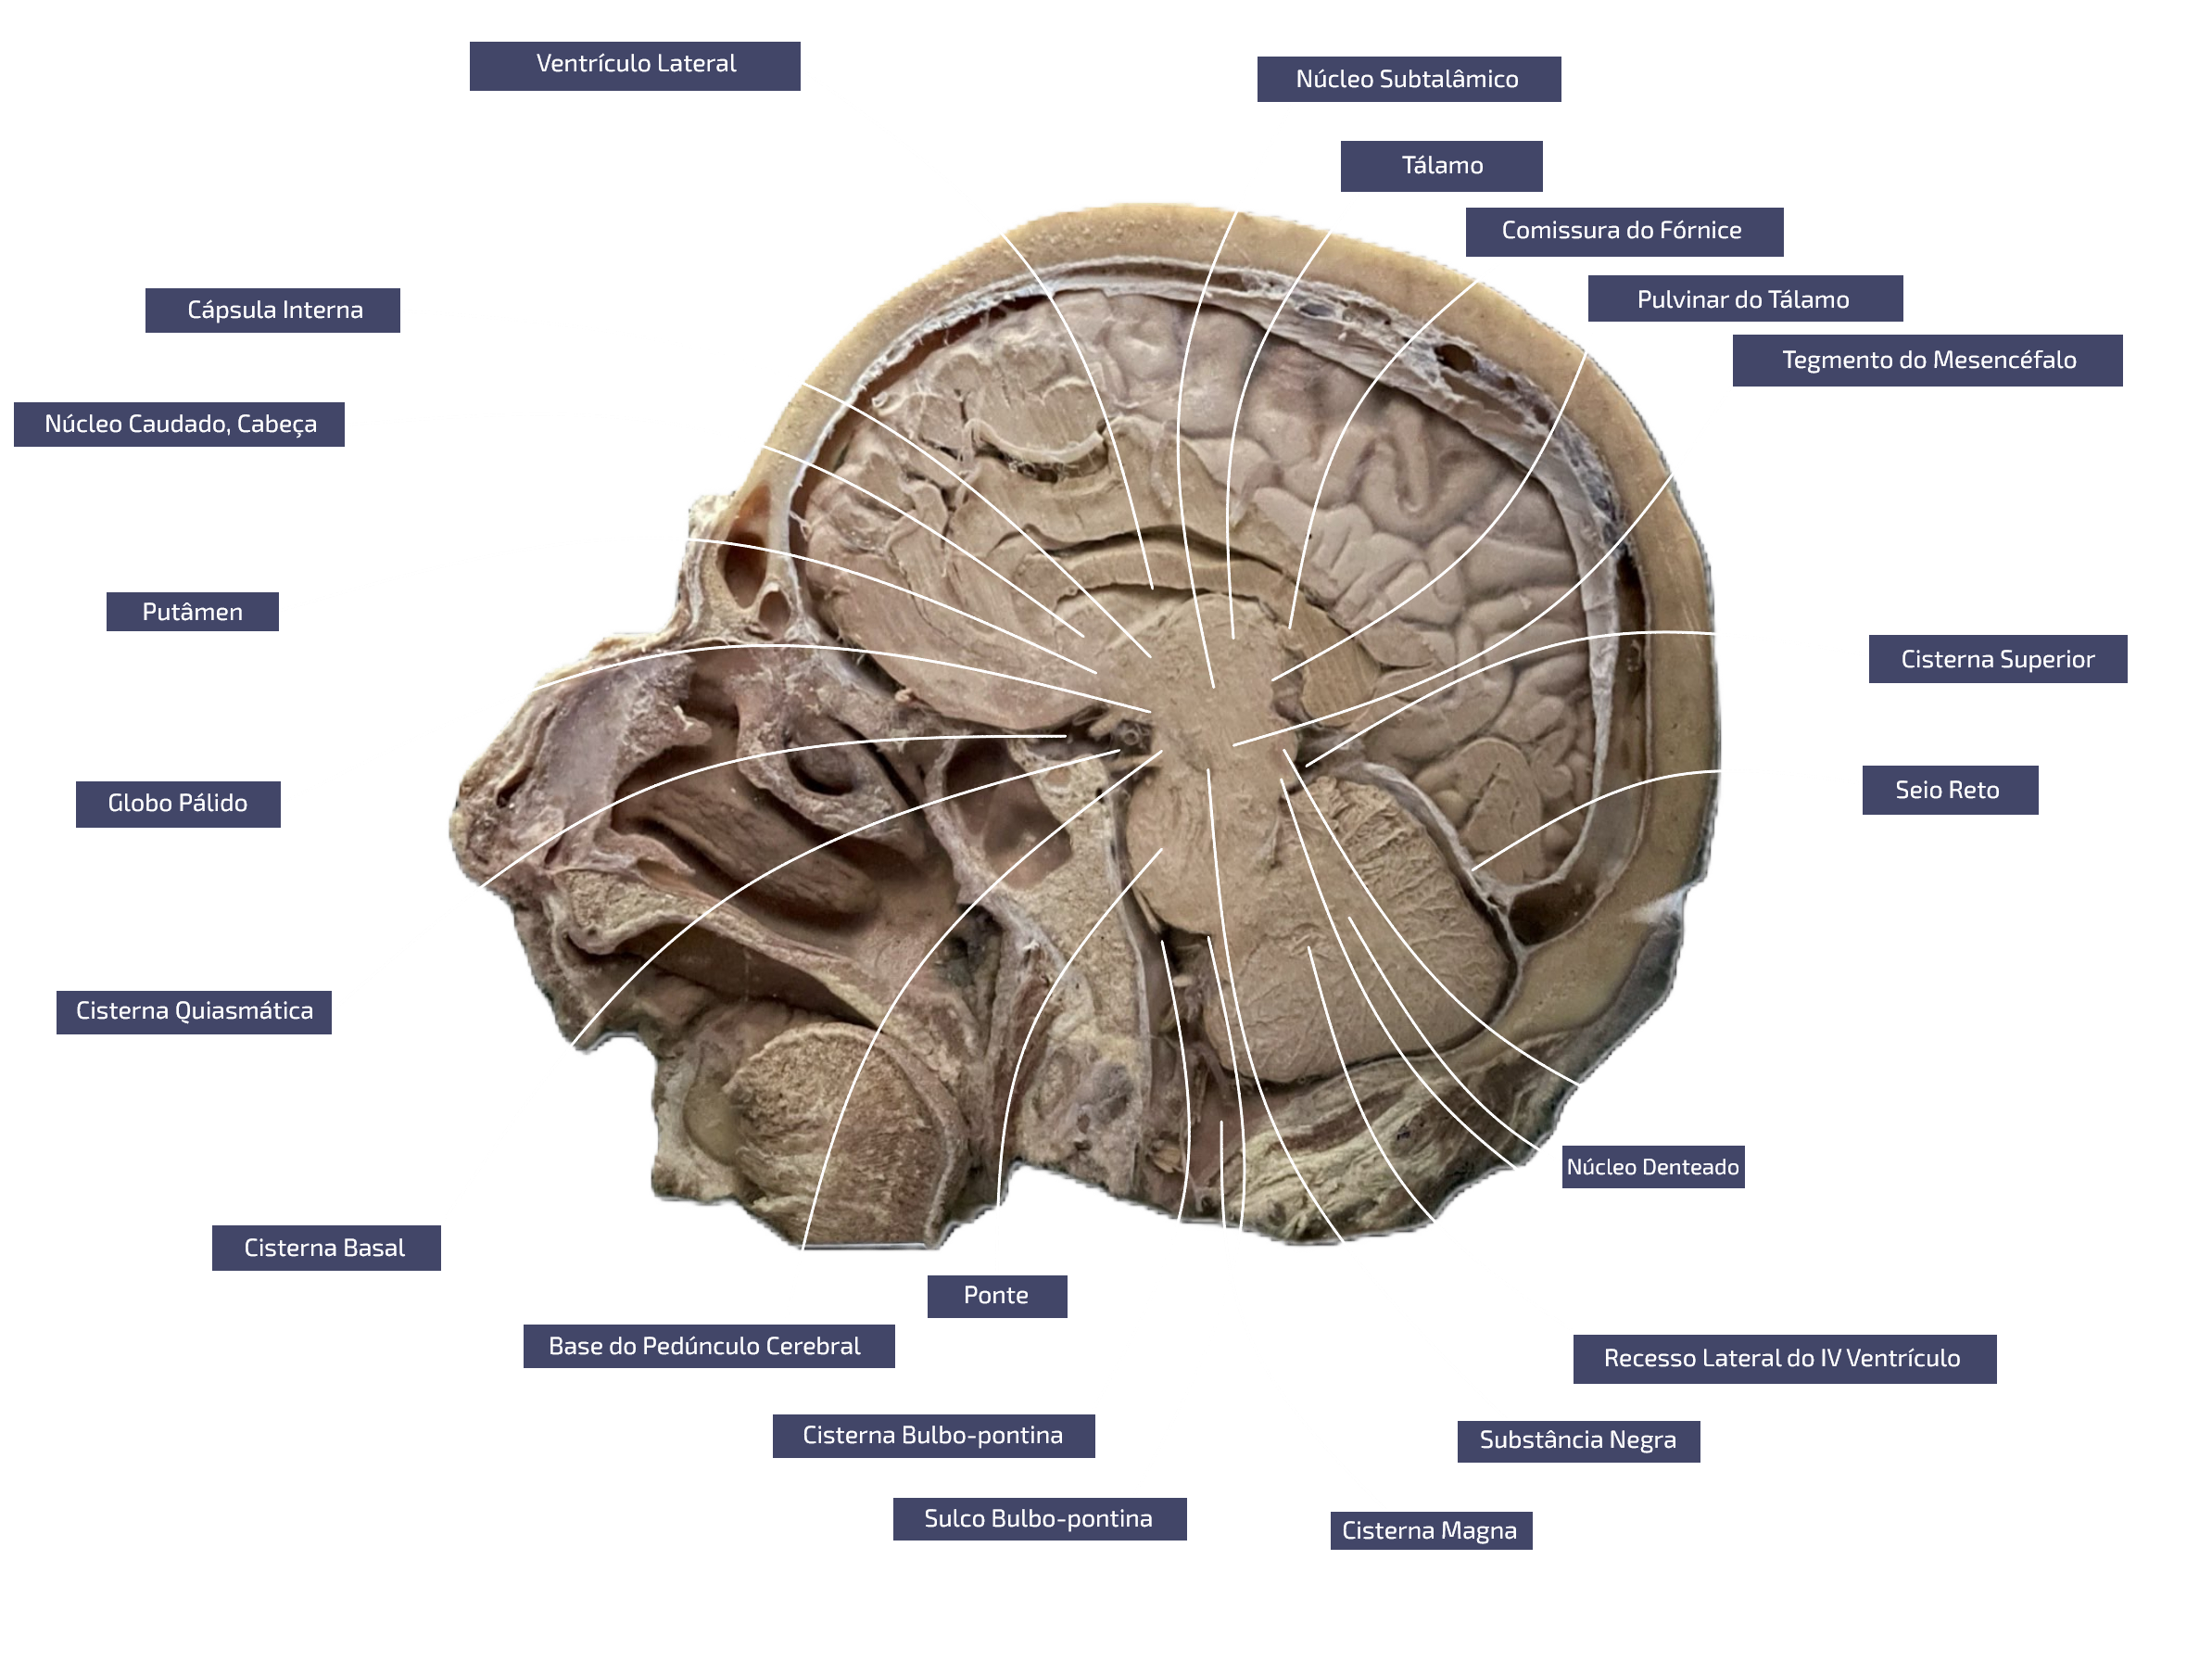 Ventrículo Lateral
Núcleo Subtalâmico
Tálamo
Comissura do Fórnice
Pulvinar do Tálamo
Tegmento do Mesencéfalo
Cápsula Interna
Núcleo Caudado, Cabeça
Putâmen
Cisterna Superior
Globo Pálido
Seio Reto
Cisterna Quiasmática
Núcleo Denteado
Cisterna Basal
Ponte
Base do Pedúnculo Cerebral
Recesso Lateral do IV Ventrículo
Cisterna Bulbo-pontina
Substância Negra
Sulco Bulbo-pontina
Cisterna Magna